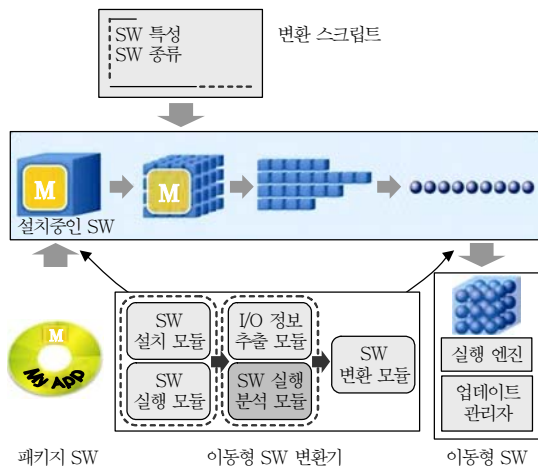 SW 특성
SW 종류
변환 스크립트
M
M
설치중인 SW
M
My APP
SW
설치 모듈
I/O 정보
추출 모듈
SW
실행 모듈
SW 실행
분석 모듈
SW
변환 모듈
실행 엔진
업데이트
관리자
패키지 SW
이동형 SW 변환기
이동형 SW